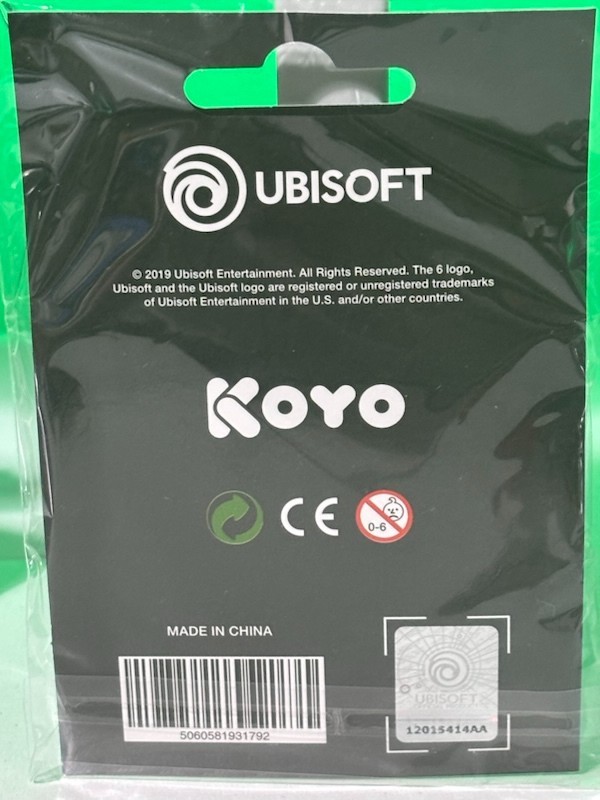 UBISOFT
© 2019 Ubisoft Entertainment. All Rights Reserved. The 6 logo,
Ubisoft and the Ubisoft logo are registered or unregistered trademarks
of Ubisoft Entertainment in the U.S. and/or other countries.
KOYO
CE
0-6
MADE IN CHINA
5060581931792
UBISOFT
12015414AA